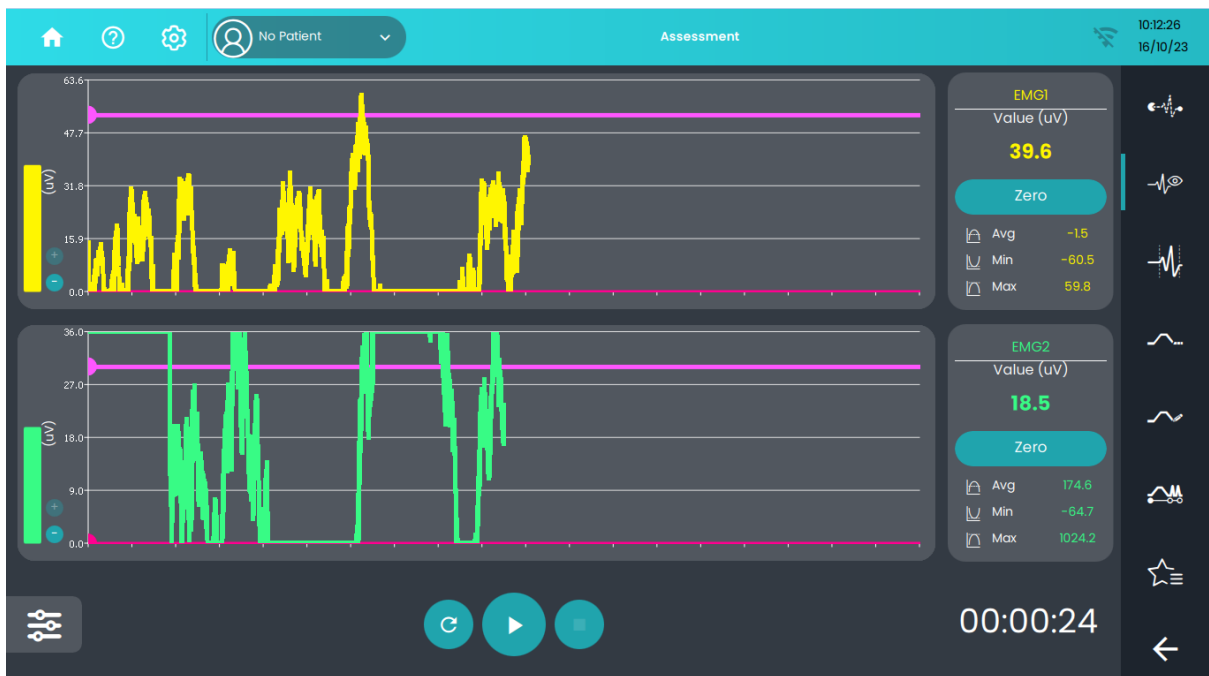 No Patient
Assessment
10:12:26
16/10/23
63.6
47.7
31.8
15.9
0.0
(uV)
+
-
EMG1
Value (uV)
39.6
Zero
Avg -1.5
Min -60.5
Max 59.8
36.0
27.0
18.0
9.0
0.0
(uV)
+
-
EMG2
Value (uV)
18.5
Zero
Avg 174.6
Min -64.7
Max 1024.2
00:00:24